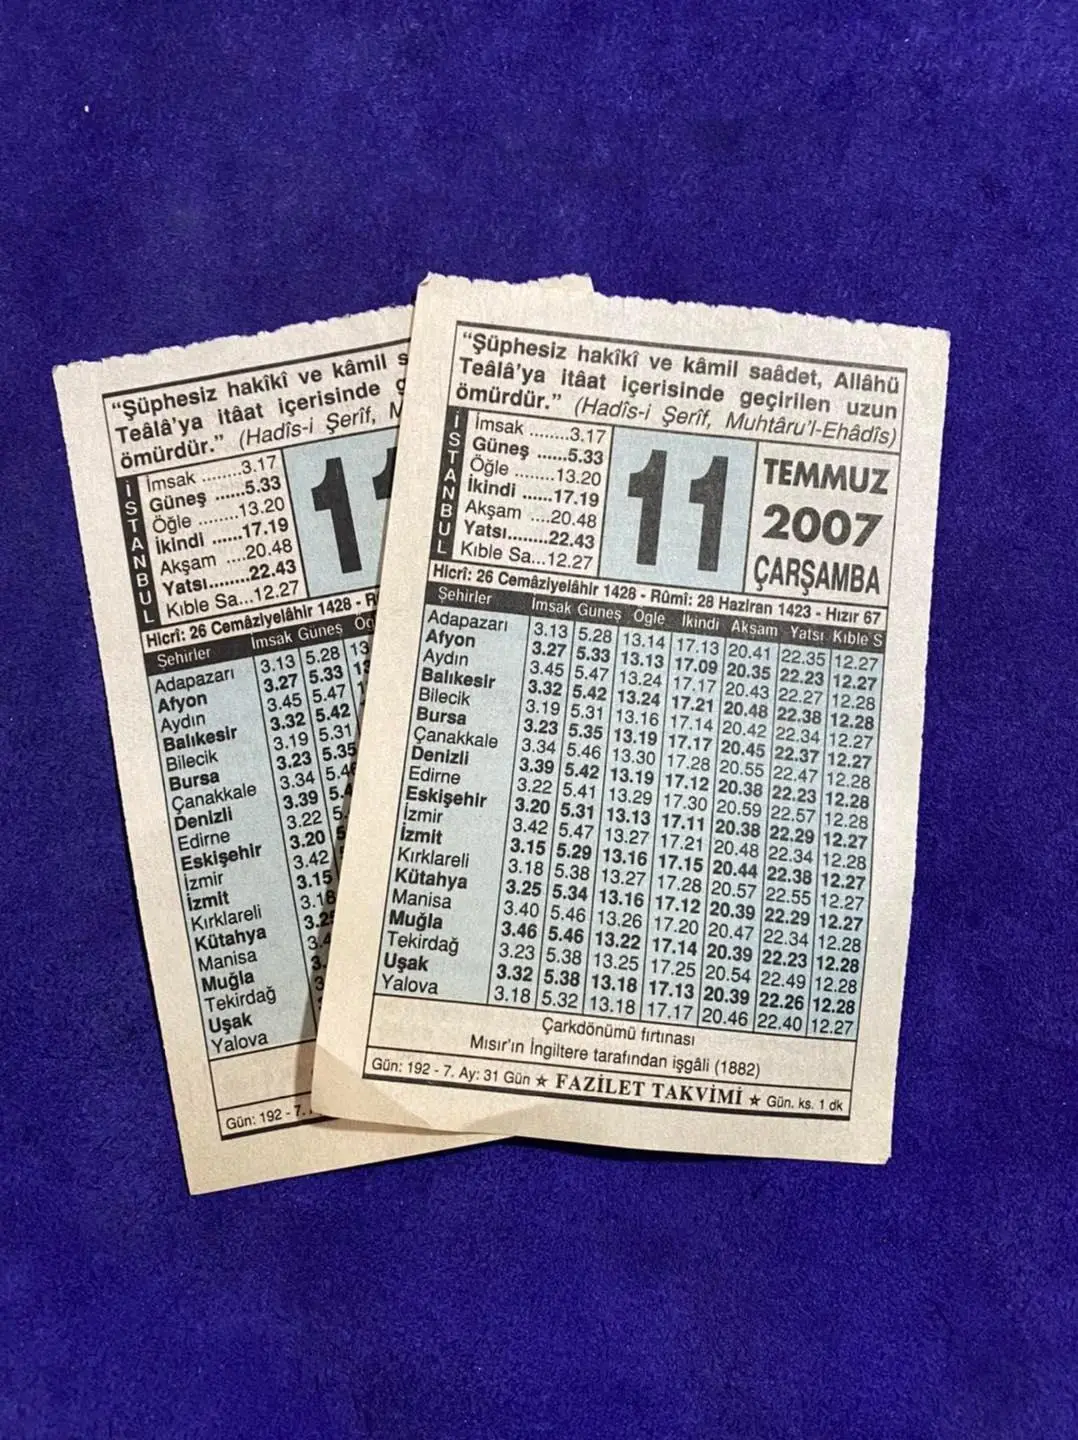 “Şüphesiz hakîkî ve kâmil s
Teâlâ’ya itâat içerisinde g
ömürdür.” (Hadîs-i Şerîf, M
İSTANBUL
İmsak ........3.17
Güneş ......5.33
Öğle ........13.20
İkindi ......17.19
Akşam ....20.48
Yatsı........22.43
Kıble Sa...12.27
11
Hicrî: 26 Cemâziyelâhir 1428 - R
Şehirler İmsak Güneş Öğ
Adapazarı 3.13 5.28 13
Afyon 3.27 5.33 13
Aydın 3.45 5.47
Balıkesir 3.32 5.42
Bilecik 3.19 5.31
Bursa 3.23 5.35
Çanakkale 3.34 5.46
Denizli 3.39 5.4
Edirne 3.22 5.
Eskişehir 3.20 5
İzmir 3.42
İzmit 3.15
Kırklareli 3.18
Kütahya 3.25
Manisa 3.4
Muğla 3.
Tekirdağ 3
Uşak
Yalova
Gün: 192 - 7.
“Şüphesiz hakîkî ve kâmil saâdet, Allâhü
Teâlâ’ya itâat içerisinde geçirilen uzun
ömürdür.” (Hadîs-i Şerîf, Muhtâru’l-Ehâdîs)
İSTANBUL
İmsak ........3.17
Güneş ......5.33
Öğle ........13.20
İkindi ......17.19
Akşam ....20.48
Yatsı........22.43
Kıble Sa...12.27
11
TEMMUZ
2007
ÇARŞAMBA
Hicrî: 26 Cemâziyelâhir 1428 - Rûmî: 28 Haziran 1423 - Hızır 67
Şehirler İmsak Güneş Öğle İkindi Akşam Yatsı Kıble S
Adapazarı 3.13 5.28 13.14 17.13 20.41 22.35 12.27
Afyon 3.27 5.33 13.13 17.09 20.35 22.23 12.27
Aydın 3.45 5.47 13.24 17.17 20.43 22.27 12.28
Balıkesir 3.32 5.42 13.24 17.21 20.48 22.38 12.28
Bilecik 3.19 5.31 13.16 17.14 20.42 22.34 12.27
Bursa 3.23 5.35 13.19 17.17 20.45 22.37 12.27
Çanakkale 3.34 5.46 13.30 17.28 20.55 22.47 12.28
Denizli 3.39 5.42 13.19 17.12 20.38 22.23 12.28
Edirne 3.22 5.41 13.29 17.30 20.59 22.57 12.28
Eskişehir 3.20 5.31 13.13 17.11 20.38 22.29 12.27
İzmir 3.42 5.47 13.27 17.21 20.48 22.34 12.28
İzmit 3.15 5.29 13.16 17.15 20.44 22.38 12.27
Kırklareli 3.18 5.38 13.27 17.28 20.57 22.55 12.27
Kütahya 3.25 5.34 13.16 17.12 20.39 22.29 12.27
Manisa 3.40 5.46 13.26 17.20 20.47 22.34 12.28
Muğla 3.46 5.46 13.22 17.14 20.39 22.23 12.28
Tekirdağ 3.23 5.38 13.25 17.25 20.54 22.49 12.28
Uşak 3.32 5.38 13.18 17.13 20.39 22.26 12.28
Yalova 3.18 5.32 13.18 17.17 20.46 22.40 12.27
Çarkdönümü fırtınası
Mısır’ın İngiltere tarafından işgâli (1882)
Gün: 192 - 7. Ay: 31 Gün ★ FAZİLET TAKVİMİ ★ Gün. ks. 1 dk